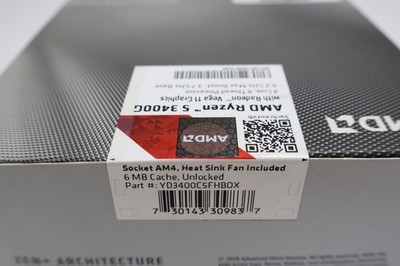 AMD Ryzen™ 5 3400G
with Radeon™ Vega 11 Graphics
4 Core, 8 Thread Processor
4.2 GHz Max Boost, 3.7 GHz Base
AMD
AMD
Socket AM4, Heat Sink Fan Included
6 MB Cache, Unlocked
Part #: YD3400C5FHBOX
7 30143 30983 7
ZEN+ ARCHITECTURE